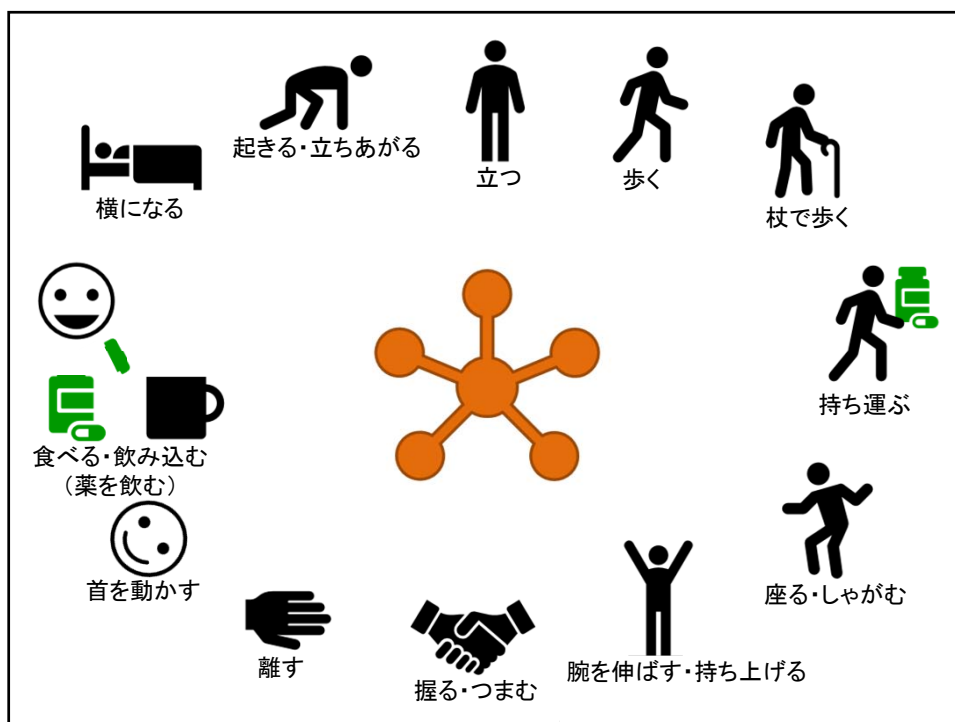 起きる・立ちあがる
立つ
歩く
横になる
杖で歩く
持ち運ぶ
食べる・飲み込む
（薬を飲む）
首を動かす
座る・しゃがむ
離す
握る・つまむ
腕を伸ばす・持ち上げる